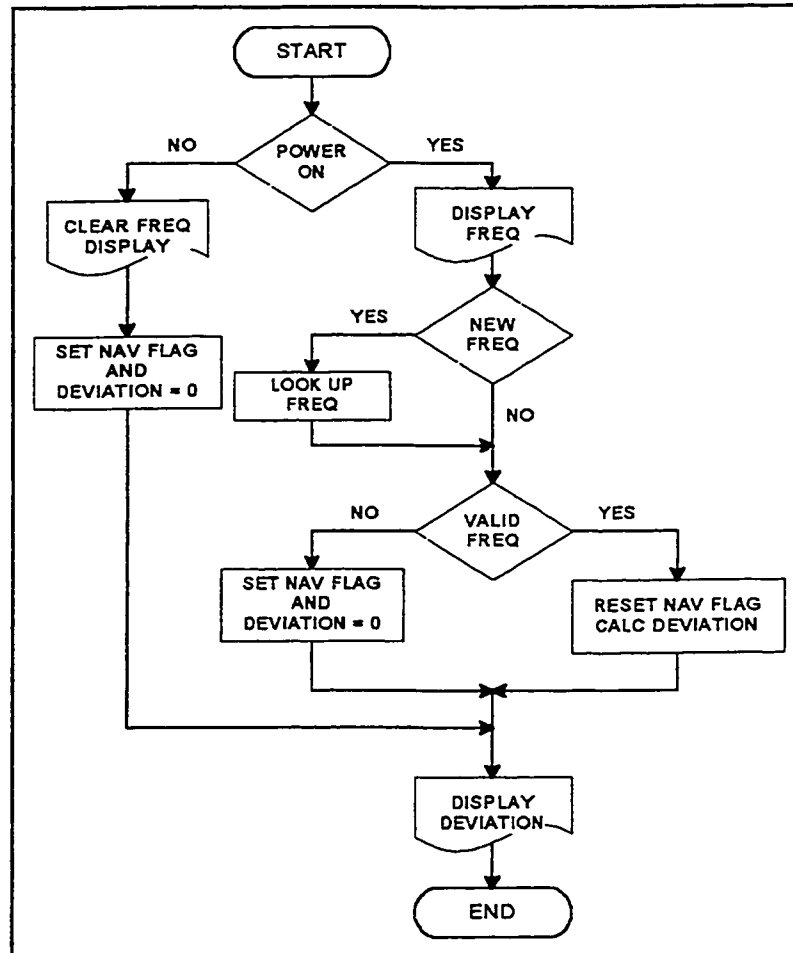 START
NO
POWER
ON
YES
CLEAR FREQ
DISPLAY
DISPLAY
FREQ
YES
NEW
FREQ
SET NAV FLAG
AND
DEVIATION = 0
LOOK UP
FREQ
NO
NO
VALID
FREQ
YES
SET NAV FLAG
AND
DEVIATION = 0
RESET NAV FLAG
CALC DEVIATION
DISPLAY
DEVIATION
END